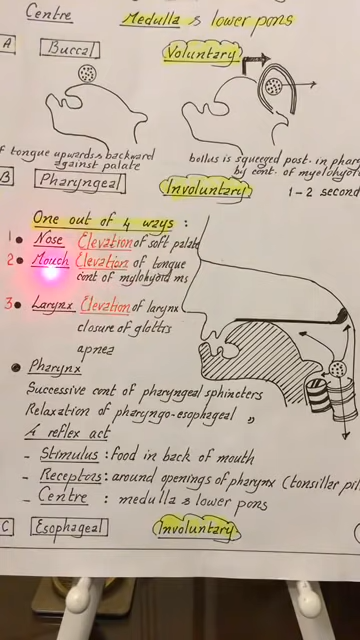 Centre Medulla & lower pons
A Buccal Voluntary
of tongue upwards & backward
against palate
bollus is squeezed post. in phar
by cont. of mylohyoid
B Pharyngeal Involuntary 1-2 second
One out of 4 ways :
1 • Nose Elevation of soft palate
2 • Mouth Elevation of tongue
cont of mylohyoid ms
3 • Larynx Elevation of larynx
closure of glottis
apnea
• Pharynx
Successive cont of pharyngeal sphincters
Relaxation of pharyngo-esophageal "
reflex act
- Stimulus : food in back of mouth
- Receptors : around openings of pharynx (tonsillar pil
- Centre : medulla & lower pons
C Esophageal Involuntary